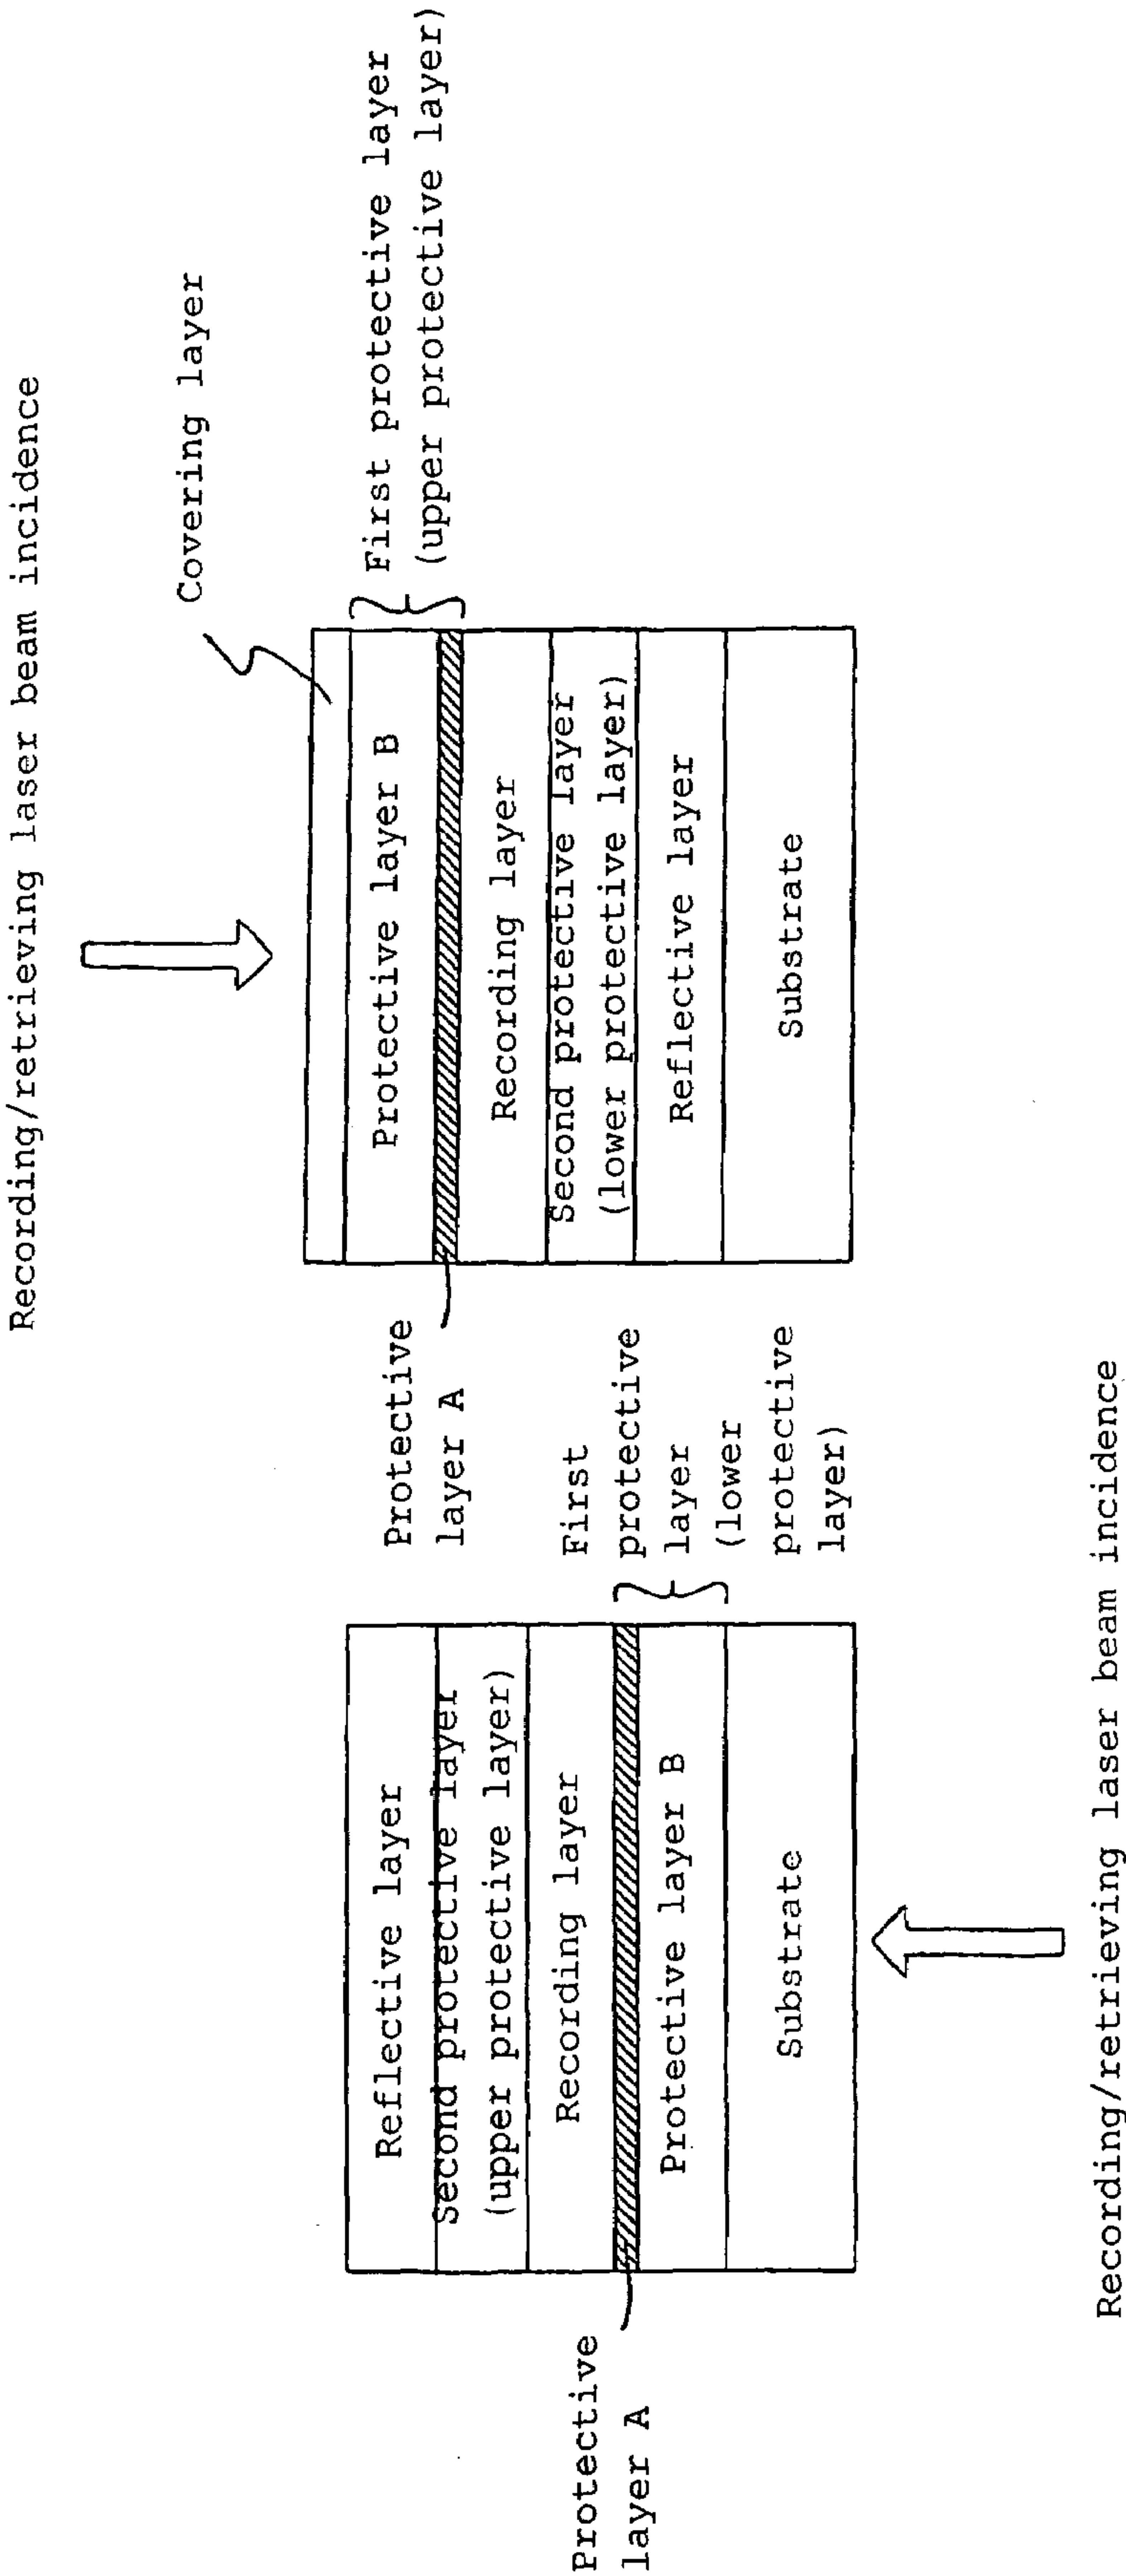 Reflective layer
Second protective layer
(upper protective layer)
Recording layer
Protective layer B
Substrate
Protective
layer A
First
protective
layer
(lower
protective
layer)
Recording/retrieving laser beam incidence
Recording/retrieving laser beam incidence
Covering layer
Protective layer B
Protective
layer A
Recording layer
Second protective layer
(lower protective layer)
Reflective layer
Substrate
First protective layer
(upper protective layer)